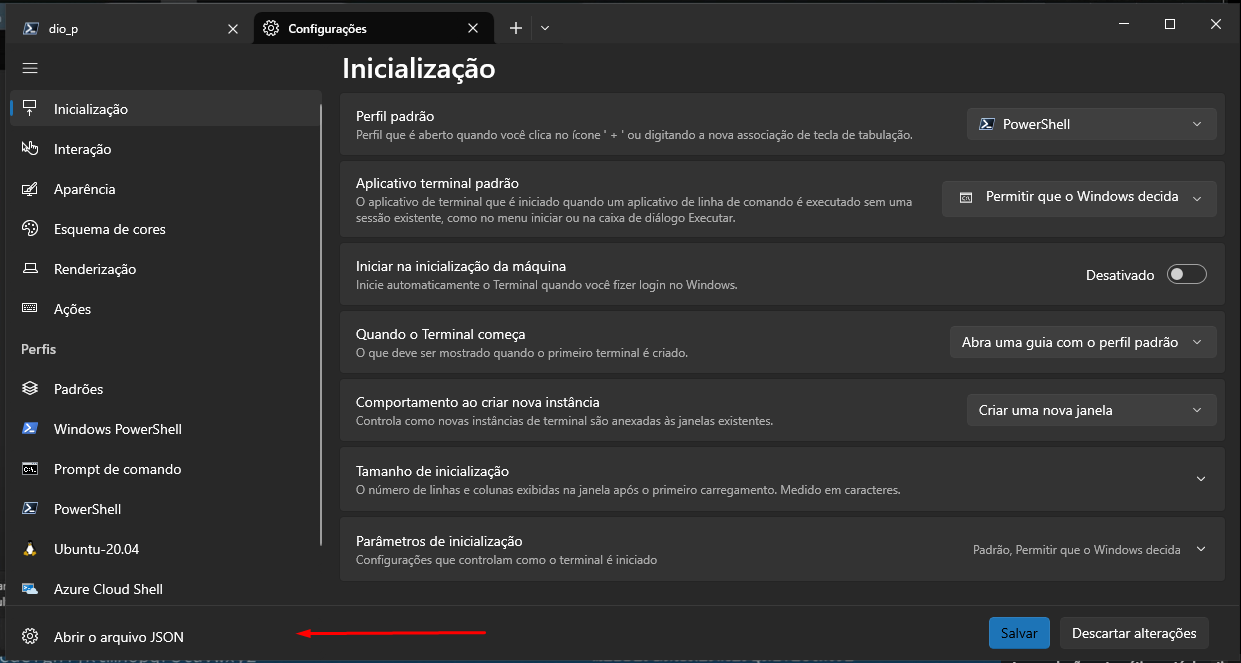 dio_p
Configurações
Inicialização
Interação
Aparência
Esquema de cores
Renderização
Ações
Perfis
Padrões
Windows PowerShell
Prompt de comando
PowerShell
Ubuntu-20.04
Azure Cloud Shell
Abrir o arquivo JSON
Inicialização
Perfil padrão
Perfil que é aberto quando você clica no ícone ' + ' ou digitando a nova associação de tecla de tabulação.
PowerShell
Aplicativo terminal padrão
O aplicativo de terminal que é iniciado quando um aplicativo de linha de comando é executado sem uma
sessão existente, como no menu iniciar ou na caixa de diálogo Executar.
Permitir que o Windows decida
Iniciar na inicialização da máquina
Inicie automaticamente o Terminal quando você fizer login no Windows.
Desativado
Quando o Terminal começa
O que deve ser mostrado quando o primeiro terminal é criado.
Abra uma guia com o perfil padrão
Comportamento ao criar nova instância
Controla como novas instâncias de terminal são anexadas às janelas existentes.
Criar uma nova janela
Tamanho de inicialização
O número de linhas e colunas exibidas na janela após o primeiro carregamento. Medido em caracteres.
Parâmetros de inicialização
Configurações que controlam como o terminal é iniciado
Padrão, Permitir que o Windows decida
Salvar
Descartar alterações